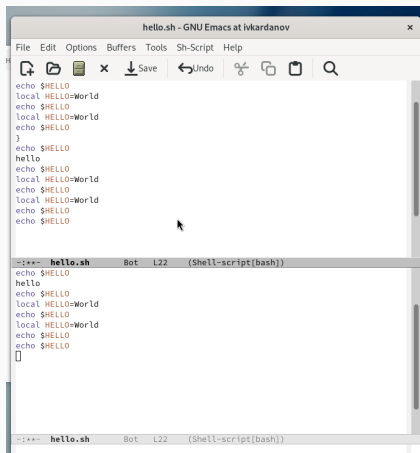 hello.sh - GNU Emacs at ivkardanov
File Edit Options Buffers Tools Sh-Script Help
Save Undo
echo $HELLO
local HELLO=World
echo $HELLO
local HELLO=World
echo $HELLO
}
echo $HELLO
hello
echo $HELLO
local HELLO=World
echo $HELLO
local HELLO=World
echo $HELLO
echo $HELLO
-:**- hello.sh Bot L22 (Shell-script[bash])
echo $HELLO
hello
echo $HELLO
local HELLO=World
echo $HELLO
local HELLO=World
echo $HELLO
echo $HELLO
-:**- hello.sh Bot L22 (Shell-script[bash])